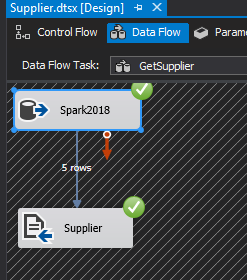 Supplier.dtsx [Design]
Control Flow
Data Flow
Param
Data Flow Task:
GetSupplier
Spark2018
5 rows
Supplier